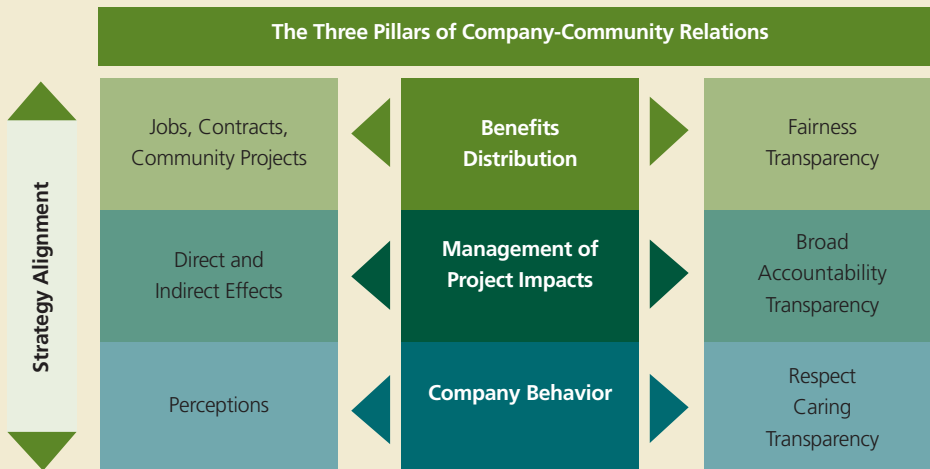 The Three Pillars of Company-Community Relations
Strategy Alignment
Jobs, Contracts,
Community Projects
Benefits
Distribution
Fairness
Transparency
Direct and
Indirect Effects
Management of
Project Impacts
Broad
Accountability
Transparency
Perceptions
Company Behavior
Respect
Caring
Transparency